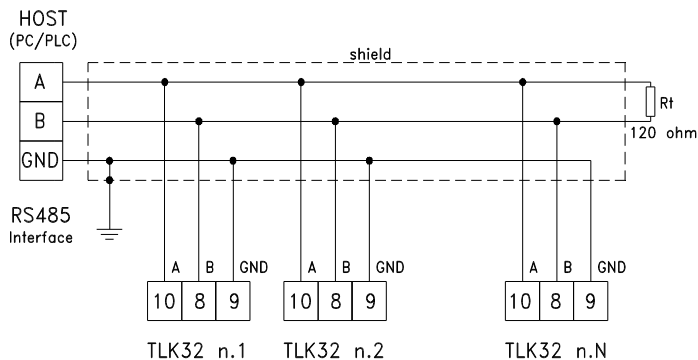 HOST
(PC/PLC)
shield
A
B
GND
Rt
120 ohm
RS485
Interface
A B GND A B GND A B GND
10 8 9 10 8 9 10 8 9
TLK32 n.1 TLK32 n.2 TLK32 n.N